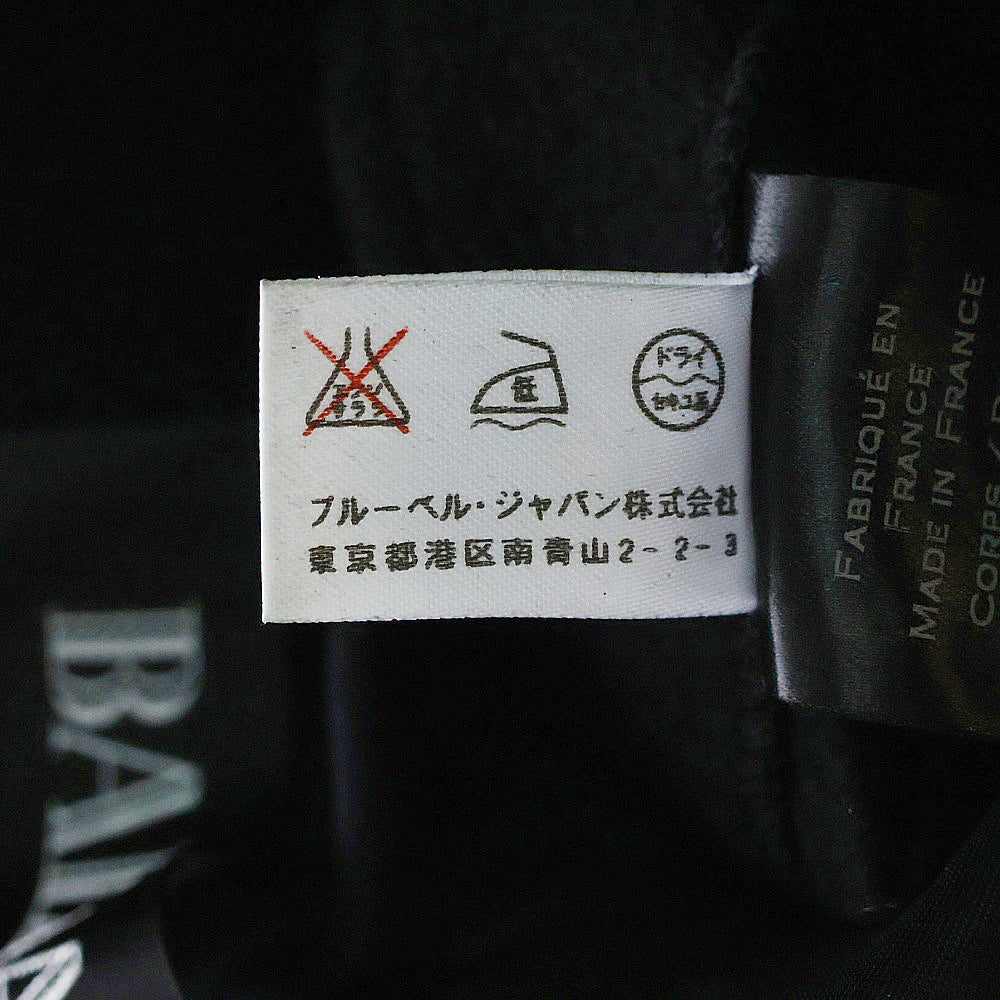 エンソ
サラシ
低
ドライ
セキユ系
ブルーベル・ジャパン株式会社
東京都港区南青山2-2-3
FABRIQUÉ EN
FRANCE
MADE IN FRANCE
CORPS